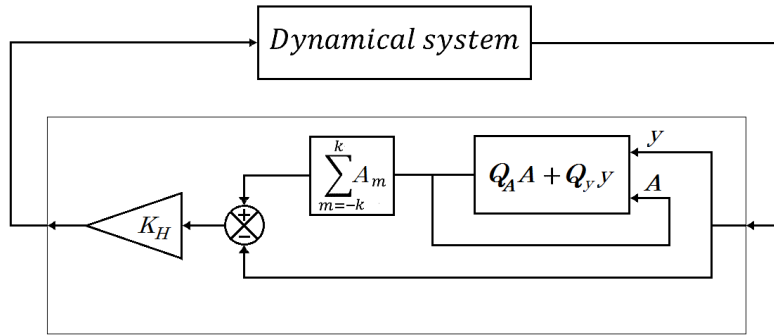 Dynamical system
k
∑ A_m
m=-k
Q_A A + Q_y y
y
A
+
−
K_H